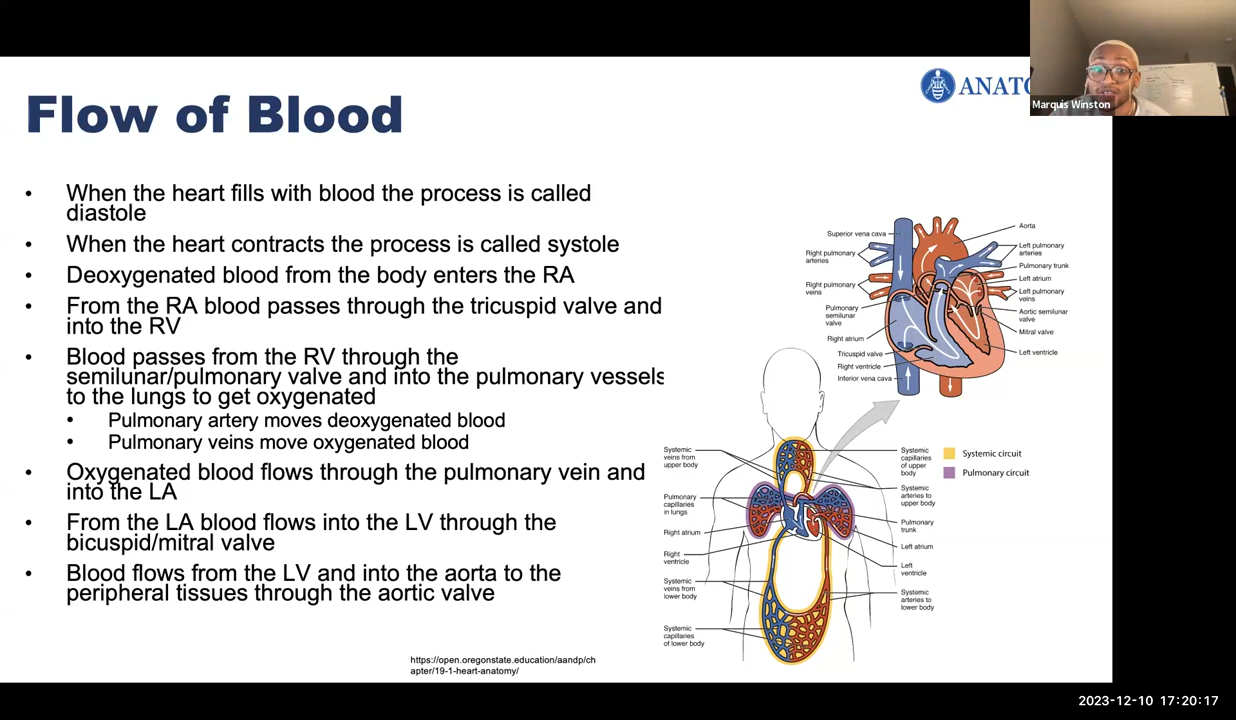 Flow of Blood
ANATO
Marquis Winston
• When the heart fills with blood the process is called
diastole
• When the heart contracts the process is called systole
• Deoxygenated blood from the body enters the RA
• From the RA blood passes through the tricuspid valve and
into the RV
• Blood passes from the RV through the
semilunar/pulmonary valve and into the pulmonary vessels
to the lungs to get oxygenated
• Pulmonary artery moves deoxygenated blood
• Pulmonary veins move oxygenated blood
• Oxygenated blood flows through the pulmonary vein and
into the LA
• From the LA blood flows into the LV through the
bicuspid/mitral valve
• Blood flows from the LV and into the aorta to the
peripheral tissues through the aortic valve
https://open.oregonstate.education/aandp/ch
apter/19-1-heart-anatomy/
Superior vena cava
Right pulmonary
arteries
Right pulmonary
veins
Pulmonary
semilunar
valve
Right atrium
Tricuspid valve
Right ventricle
Inferior vena cava
Aorta
Left pulmonary
arteries
Pulmonary trunk
Left atrium
Left pulmonary
veins
Aortic semilunar
valve
Mitral valve
Left ventricle
Systemic
veins from
upper body
Pulmonary
capillaries
in lungs
Right atrium
Right
ventricle
Systemic
veins from
lower body
Systemic
capillaries
of lower body
Systemic
capillaries
of upper
body
Systemic
arteries to
upper body
Pulmonary
trunk
Left atrium
Left
ventricle
Systemic
arteries to
lower body
Systemic circuit
Pulmonary circuit
2023-12-10 17:20:17